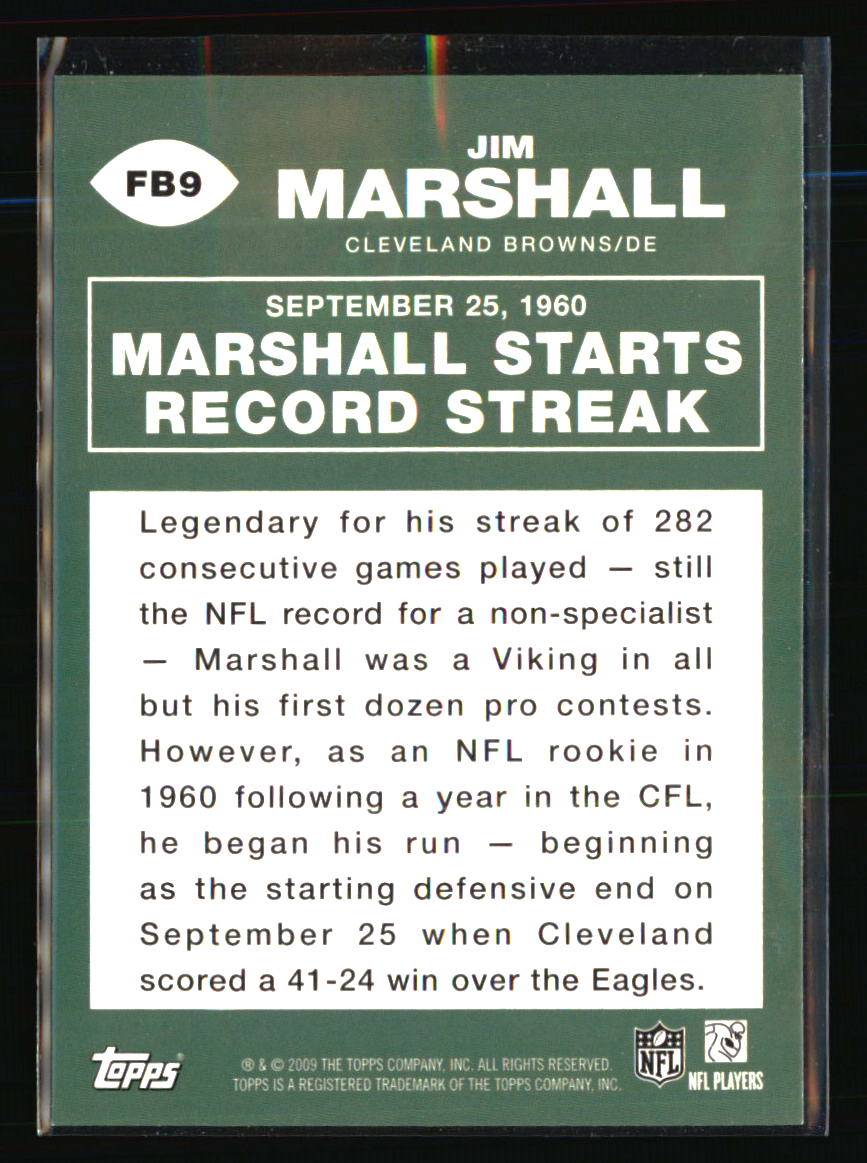 FB9
JIM
MARSHALL
CLEVELAND BROWNS/DE
SEPTEMBER 25, 1960
MARSHALL STARTS
RECORD STREAK
Legendary for his streak of 282
consecutive games played — still
the NFL record for a non-specialist
— Marshall was a Viking in all
but his first dozen pro contests.
However, as an NFL rookie in
1960 following a year in the CFL,
he began his run — beginning
as the starting defensive end on
September 25 when Cleveland
scored a 41-24 win over the Eagles.
Topps®
® & © 2009 THE TOPPS COMPANY, INC. ALL RIGHTS RESERVED.
TOPPS IS A REGISTERED TRADEMARK OF THE TOPPS COMPANY, INC.
NFL
NFL PLAYERS